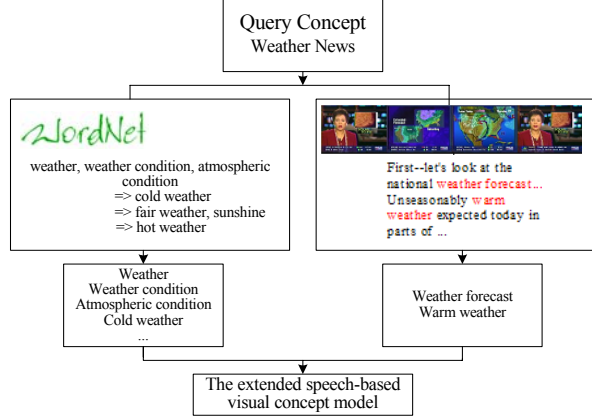 Query Concept
Weather News
WordNet
weather, weather condition, atmospheric
condition
=> cold weather
=> fair weather, sunshine
=> hot weather
First--let's look at the
national weather forecast...
Unseasonably warm
weather expected today in
parts of ...
Weather
Weather condition
Atmospheric condition
Cold weather
...
Weather forecast
Warm weather
The extended speech-based
visual concept model